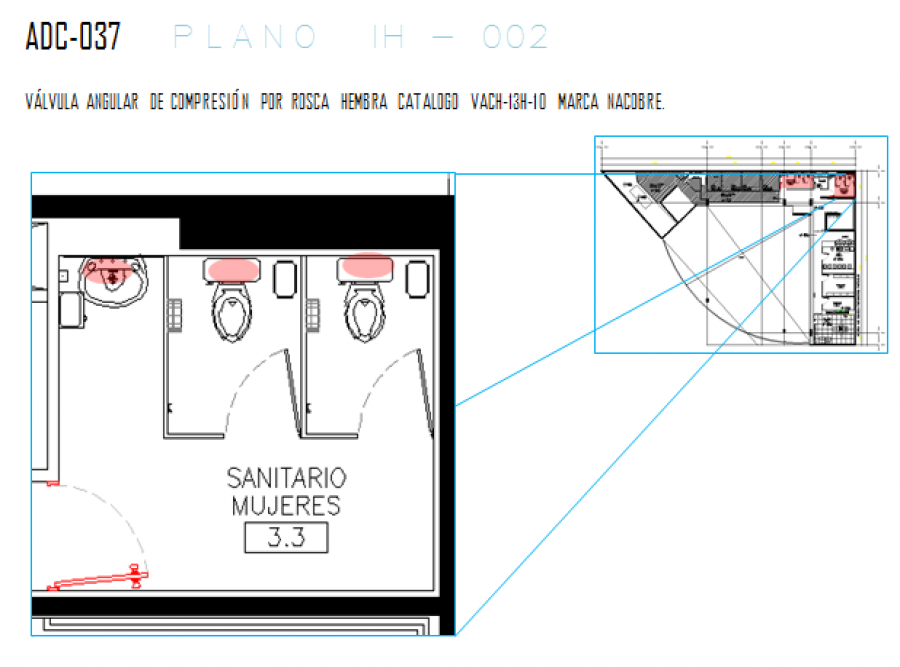 ADC-037 PLANO IH - 002
VÁLVULA ANGULAR DE COMPRESIÓN POR ROSCA HEMBRA CATALOGO VACH-13H-10 MARCA NACOBRE.
SANITARIO
MUJERES
3.3